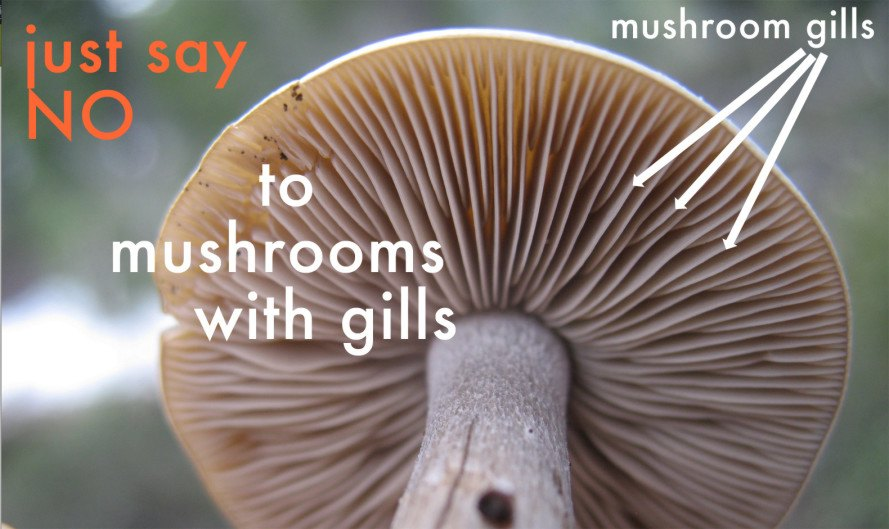 just say
NO
to
mushrooms
with gills
mushroom gills